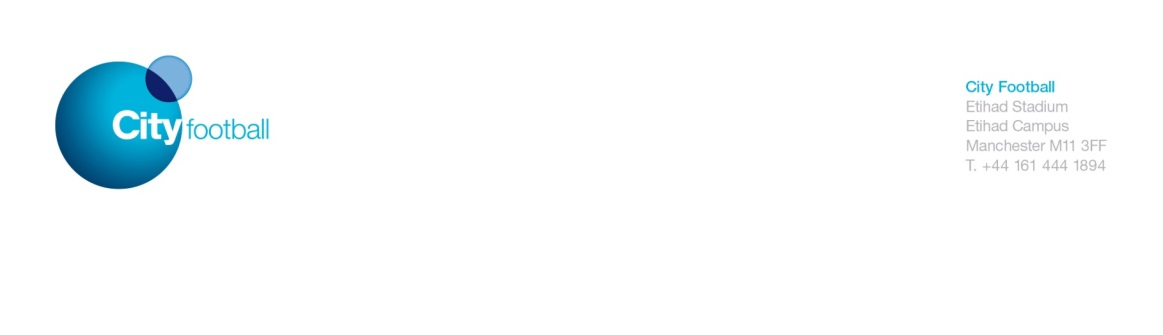 City football
City Football
Etihad Stadium
Etihad Campus
Manchester M11 3FF
T. +44 161 444 1894